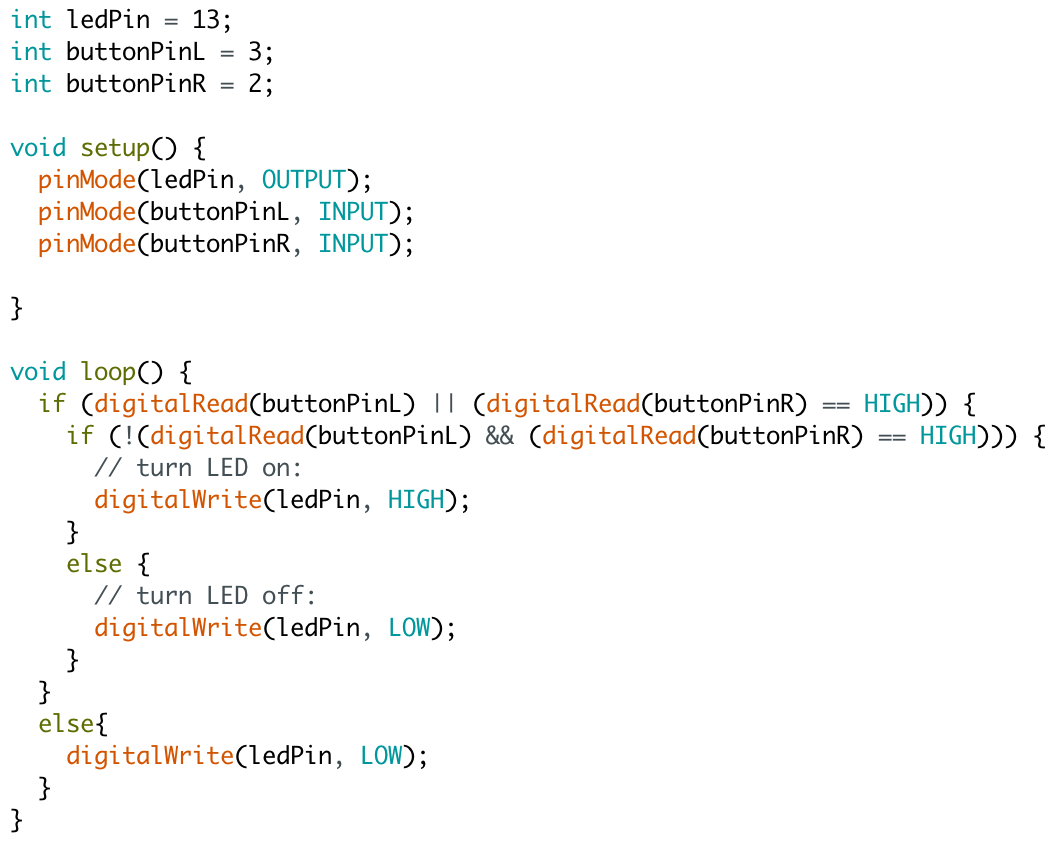 int ledPin = 13;
int buttonPinL = 3;
int buttonPinR = 2;

void setup() {
  pinMode(ledPin, OUTPUT);
  pinMode(buttonPinL, INPUT);
  pinMode(buttonPinR, INPUT);

}

void loop() {
  if (digitalRead(buttonPinL) || (digitalRead(buttonPinR) == HIGH)) {
    if (!(digitalRead(buttonPinL) && (digitalRead(buttonPinR) == HIGH))) {
      // turn LED on:
      digitalWrite(ledPin, HIGH);
    }
    else {
      // turn LED off:
      digitalWrite(ledPin, LOW);
    }
  }
  else{
    digitalWrite(ledPin, LOW);
  }
}